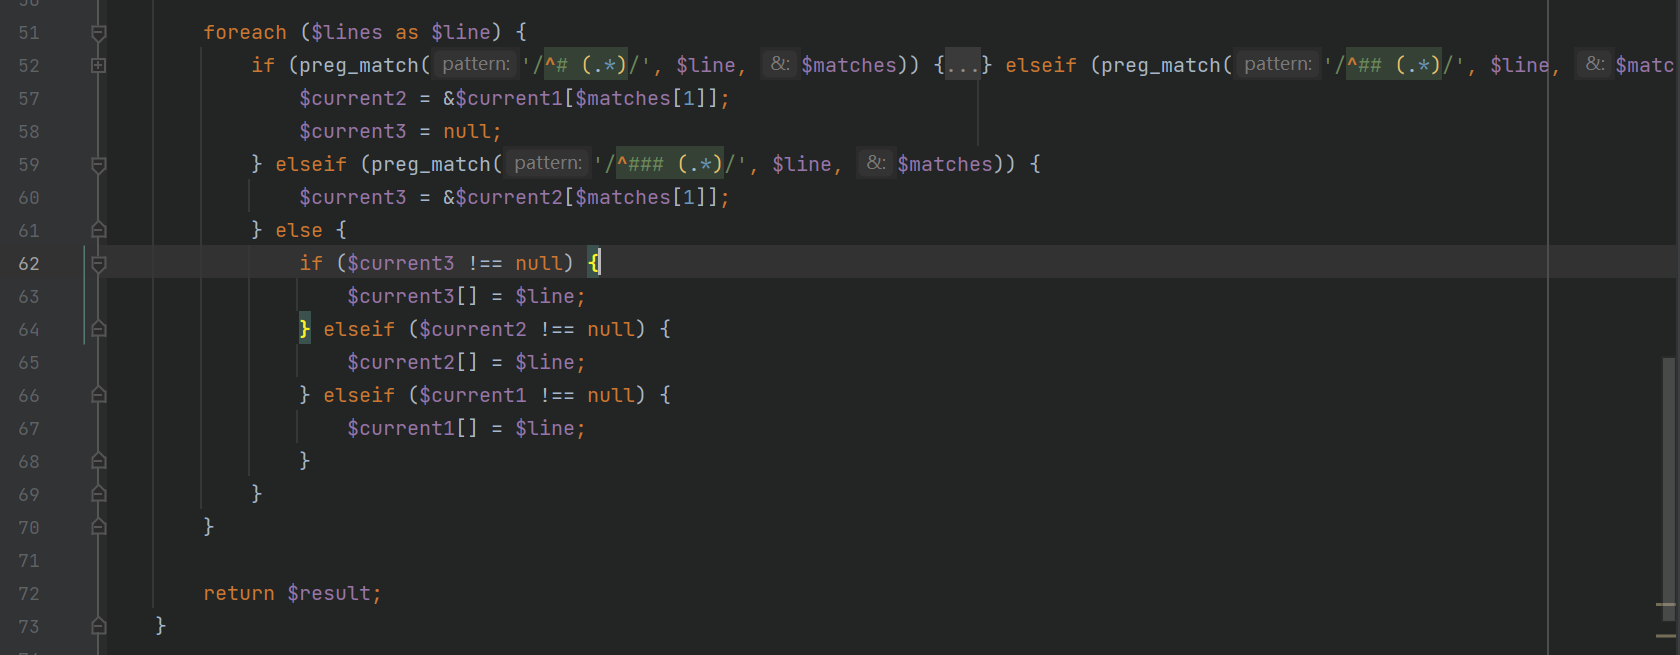 51 foreach ($lines as $line) {
52 if (preg_match( pattern: '/^# (.*)/', $line, &: $matches)) {...} elseif (preg_match( pattern: '/^## (.*)/', $line, &: $matc
57 $current2 = &$current1[$matches[1]];
58 $current3 = null;
59 } elseif (preg_match( pattern: '/^### (.*)/', $line, &: $matches)) {
60 $current3 = &$current2[$matches[1]];
61 } else {
62 if ($current3 !== null) {
63 $current3[] = $line;
64 } elseif ($current2 !== null) {
65 $current2[] = $line;
66 } elseif ($current1 !== null) {
67 $current1[] = $line;
68 }
69 }
70 }
71
72 return $result;
73 }